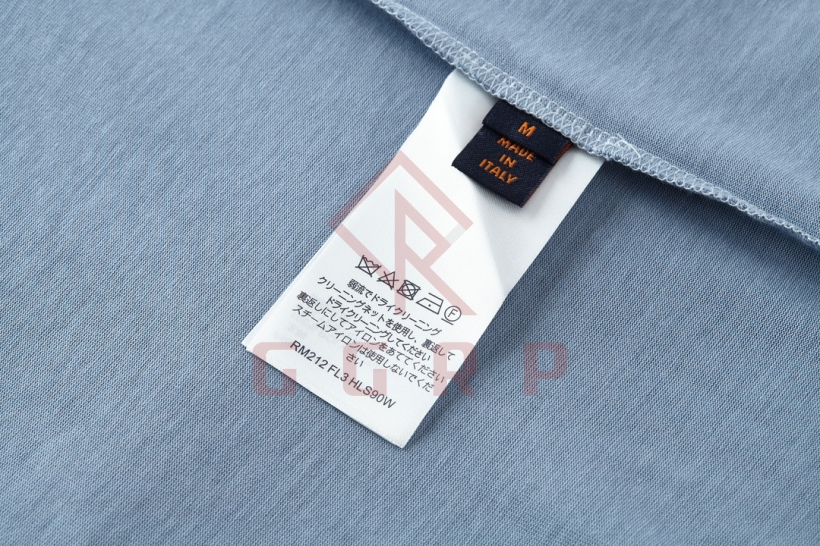 M
MADE
IN
ITALY
F
弱流でドライクリーニング
クリーニングネットを使用し、裏返して
ドライクリーニングしてください
裏返しにしてアイロンをあててください
スチームアイロンは使用しないでくだ
さい
RM212 FL3 HLS90W
GGRP